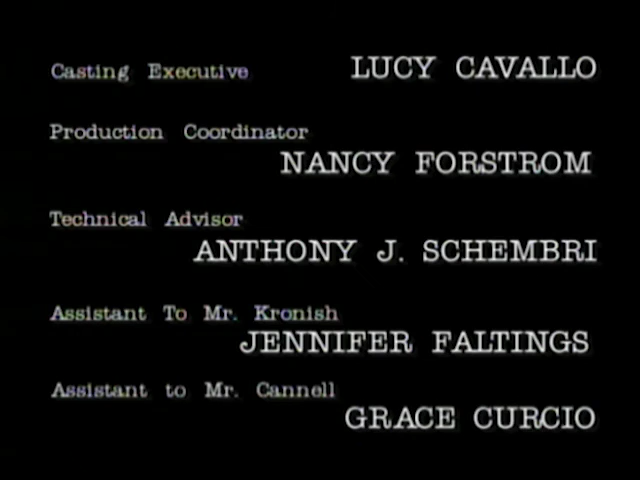 Casting Executive LUCY CAVALLO
Production Coordinator
NANCY FORSTROM
Technical Advisor
ANTHONY J. SCHEMBRI
Assistant To Mr. Kronish
JENNIFER FALTINGS
Assistant to Mr. Cannell
GRACE CURCIO